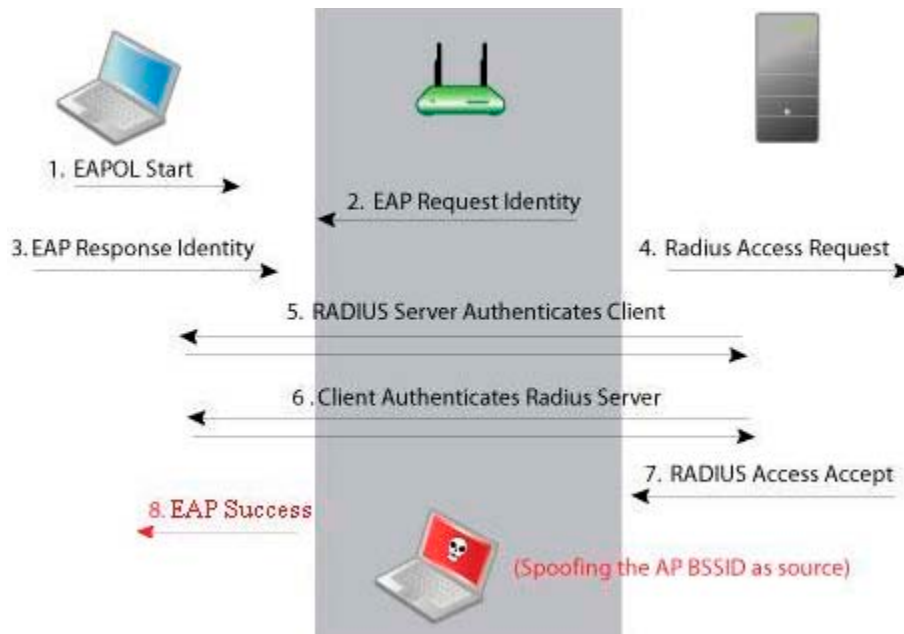 1. EAPOL Start
2. EAP Request Identity
3. EAP Response Identity
4. Radius Access Request
5. RADIUS Server Authenticates Client
6 .Client Authenticates Radius Server
7. RADIUS Access Accept
8. EAP Success
(Spoofing the AP BSSID as source)